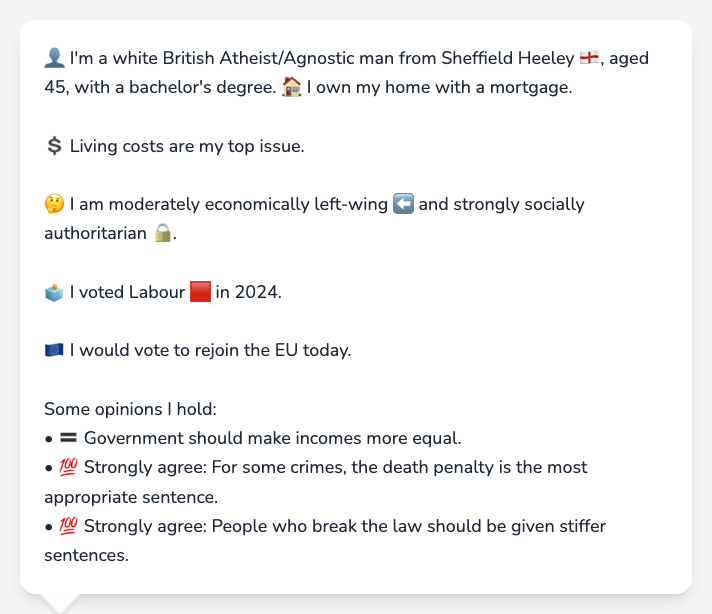 👤 I'm a white British Atheist/Agnostic man from Sheffield Heeley 🏴󠁧󠁢󠁥󠁮󠁧󠁿, aged
45, with a bachelor's degree. 🏠 I own my home with a mortgage.
💲 Living costs are my top issue.
🤔 I am moderately economically left-wing ⬅️ and strongly socially
authoritarian 🔒.
🗳️ I voted Labour 🟥 in 2024.
🇪🇺 I would vote to rejoin the EU today.
Some opinions I hold:
• 🟰 Government should make incomes more equal.
• 💯 Strongly agree: For some crimes, the death penalty is the most
appropriate sentence.
• 💯 Strongly agree: People who break the law should be given stiffer
sentences.